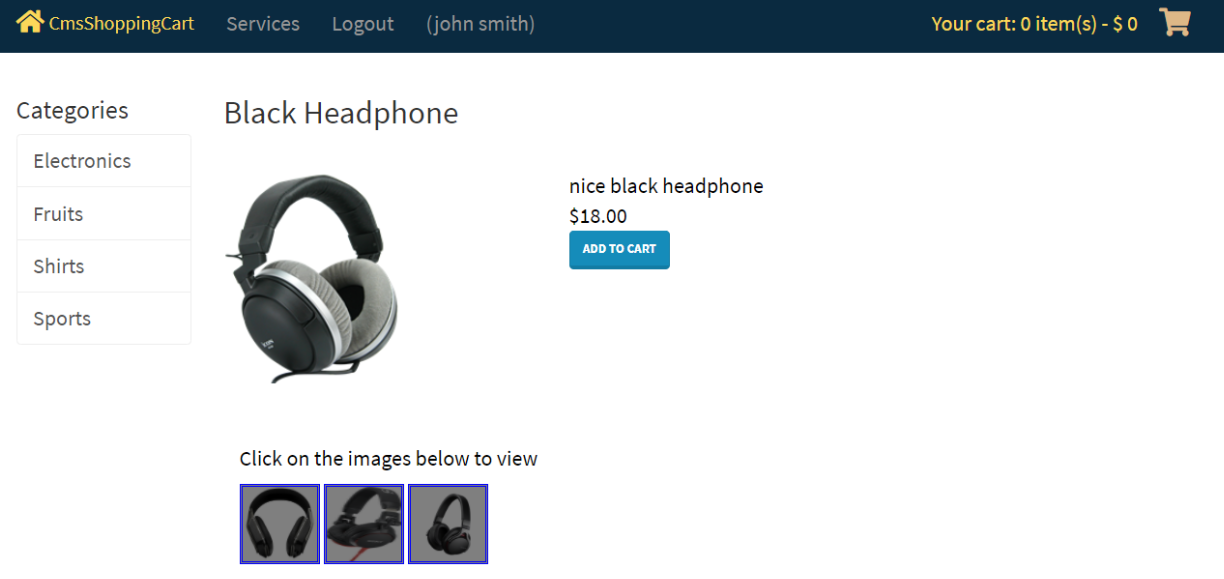 CmsShoppingCart Services Logout (john smith) Your cart: 0 item(s) - $ 0
Categories
Electronics
Fruits
Shirts
Sports
Black Headphone
nice black headphone
$18.00
ADD TO CART
Click on the images below to view